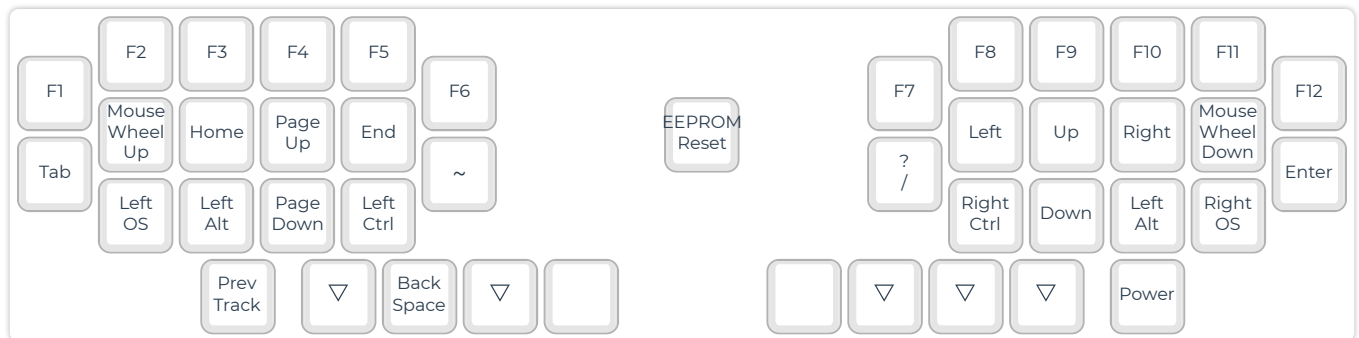 F2
F3
F4
F5
F8
F9
F10
F11
F1
F6
F7
F12
Mouse
Wheel
Up
Home
Page
Up
End
EEPROM
Reset
Left
Up
Right
Mouse
Wheel
Down
Tab
~
?
/
Enter
Left
OS
Left
Alt
Page
Down
Left
Ctrl
Right
Ctrl
Down
Left
Alt
Right
OS
Prev
Track
▽
Back
Space
▽
▽
▽
▽
Power